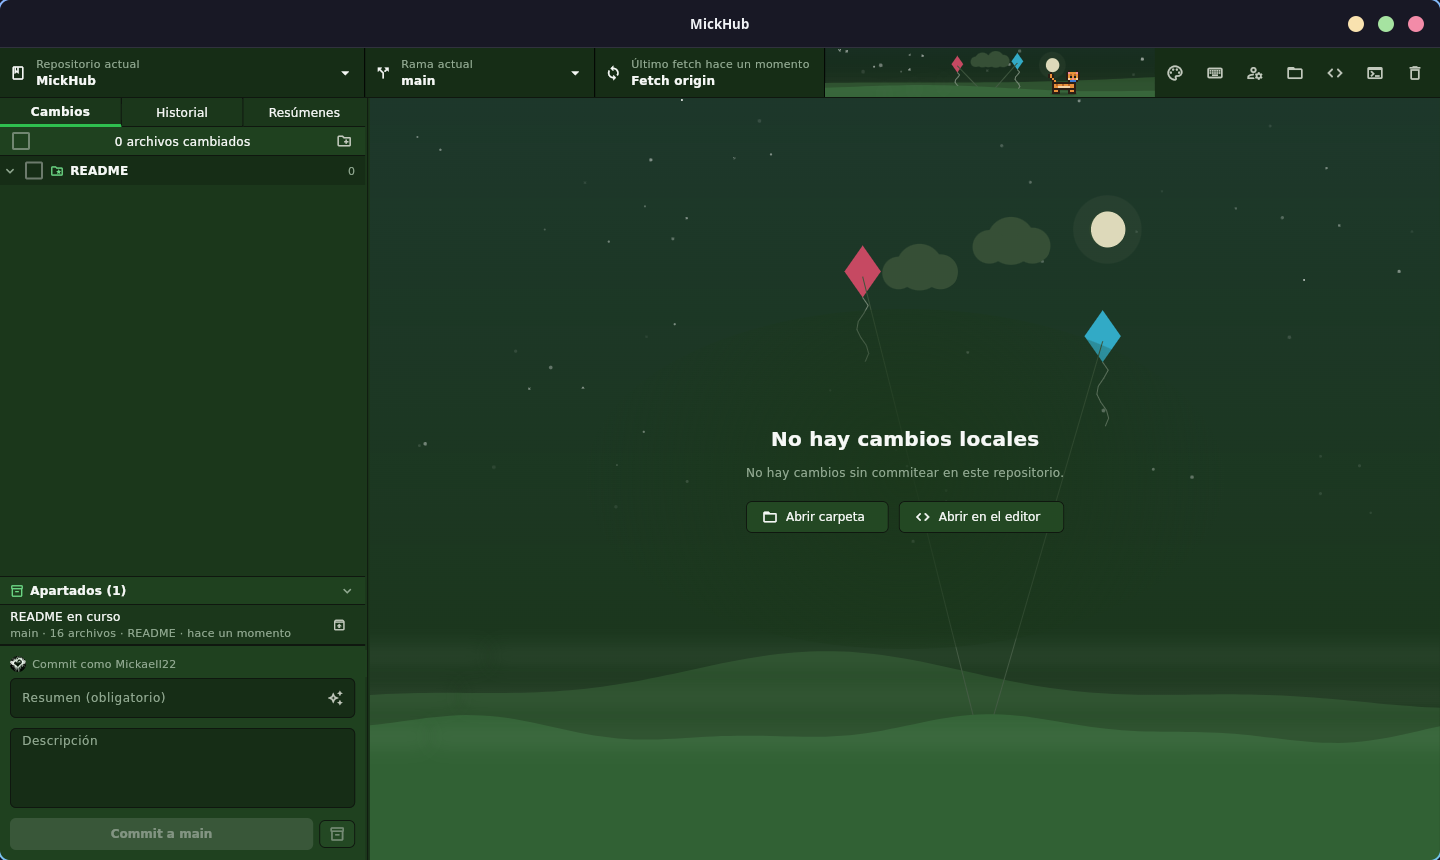 MickHub
Repositorio actual
MickHub
Rama actual
main
Último fetch hace un momento
Fetch origin
Cambios
Historial
Resúmenes
0 archivos cambiados
README
0
No hay cambios locales
No hay cambios sin commitear en este repositorio.
Abrir carpeta
Abrir en el editor
Apartados (1)
README en curso
main · 16 archivos · README · hace un momento
Commit como Mickaell22
Resumen (obligatorio)
Descripción
Commit a main